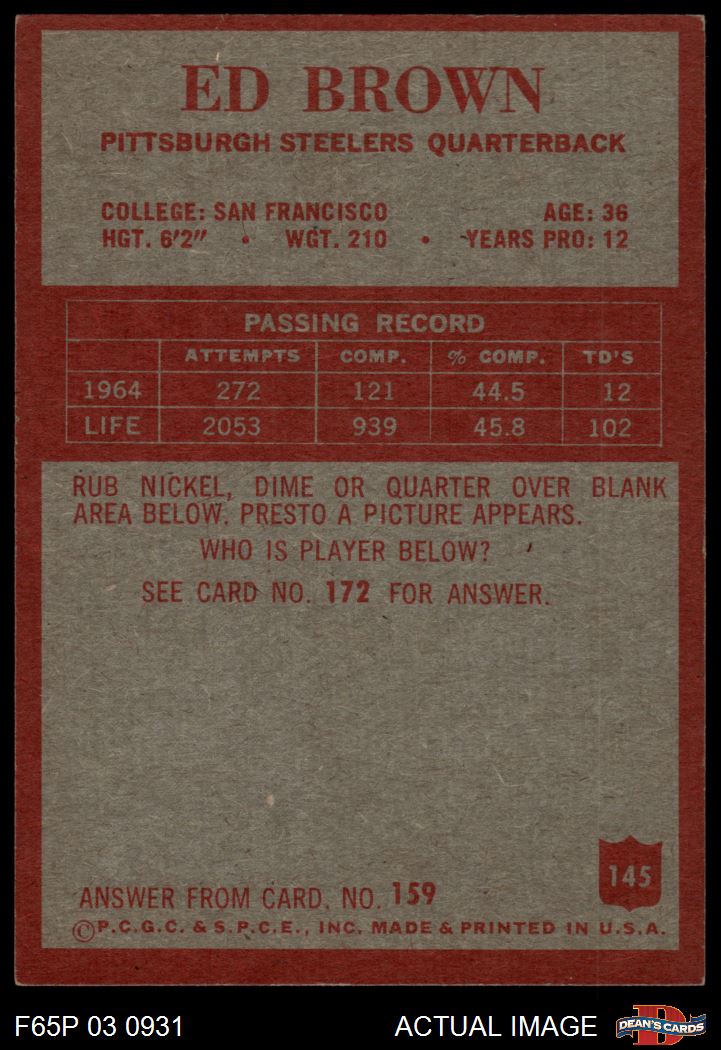 ED BROWN
PITTSBURGH STEELERS QUARTERBACK
COLLEGE: SAN FRANCISCO AGE: 36
HGT. 6'2" • WGT. 210 • YEARS PRO: 12
PASSING RECORD
ATTEMPTS COMP. % COMP. TD'S
1964 272 121 44.5 12
LIFE 2053 939 45.8 102
RUB NICKEL, DIME OR QUARTER OVER BLANK
AREA BELOW. PRESTO A PICTURE APPEARS.
WHO IS PLAYER BELOW?
SEE CARD NO. 172 FOR ANSWER.
145
ANSWER FROM CARD, NO. 159
©P.C.G.C. & S.P.C.E., INC. MADE & PRINTED IN U.S.A.
F65P 03 0931 ACTUAL IMAGE D DEAN'S CARDS